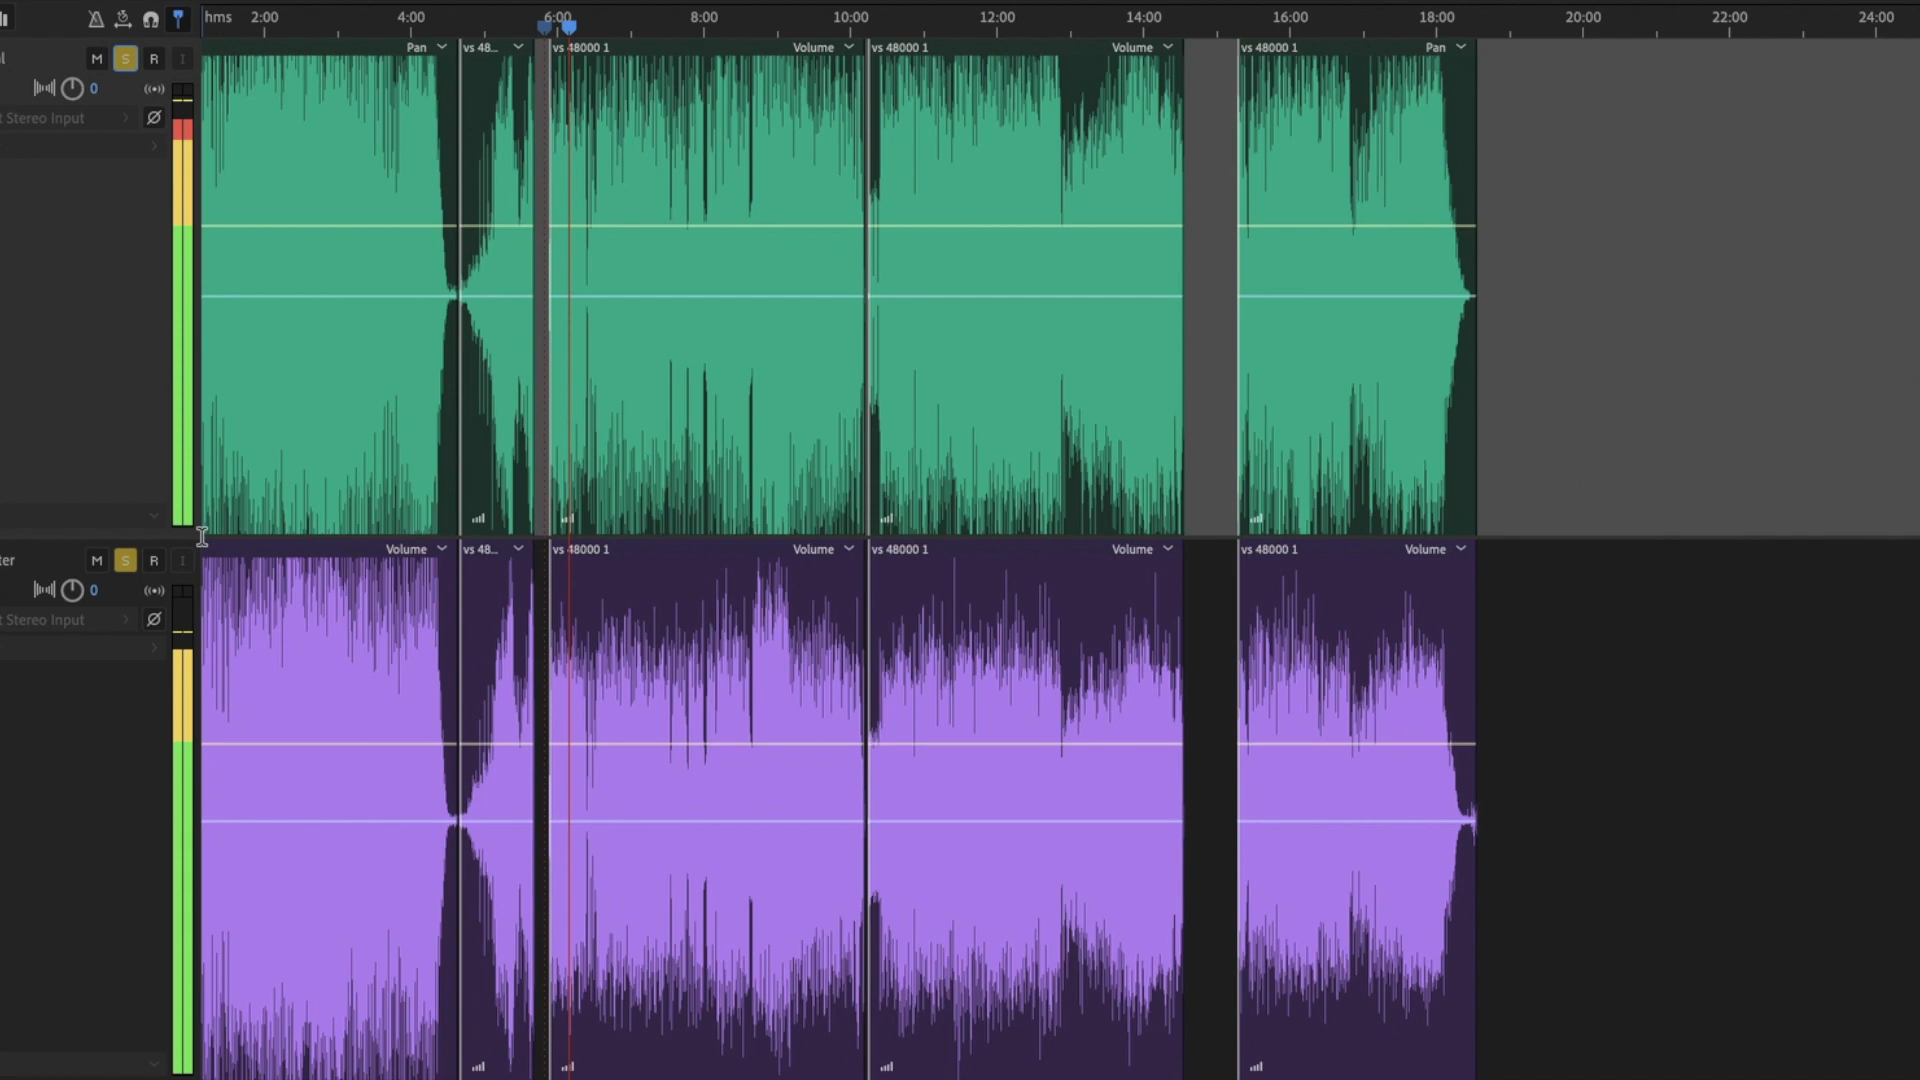 hms 2:00 4:00 6:00 8:00 10:00 12:00 14:00 16:00 18:00 20:00 22:00 24:00
Pan vs 48... vs 48000 1 Volume vs 48000 1 Volume vs 48000 1 Pan
l M S R I
0
t Stereo Input
ter M S R I Volume vs 48... vs 48000 1 Volume vs 48000 1 Volume vs 48000 1 Volume
0
t Stereo Input